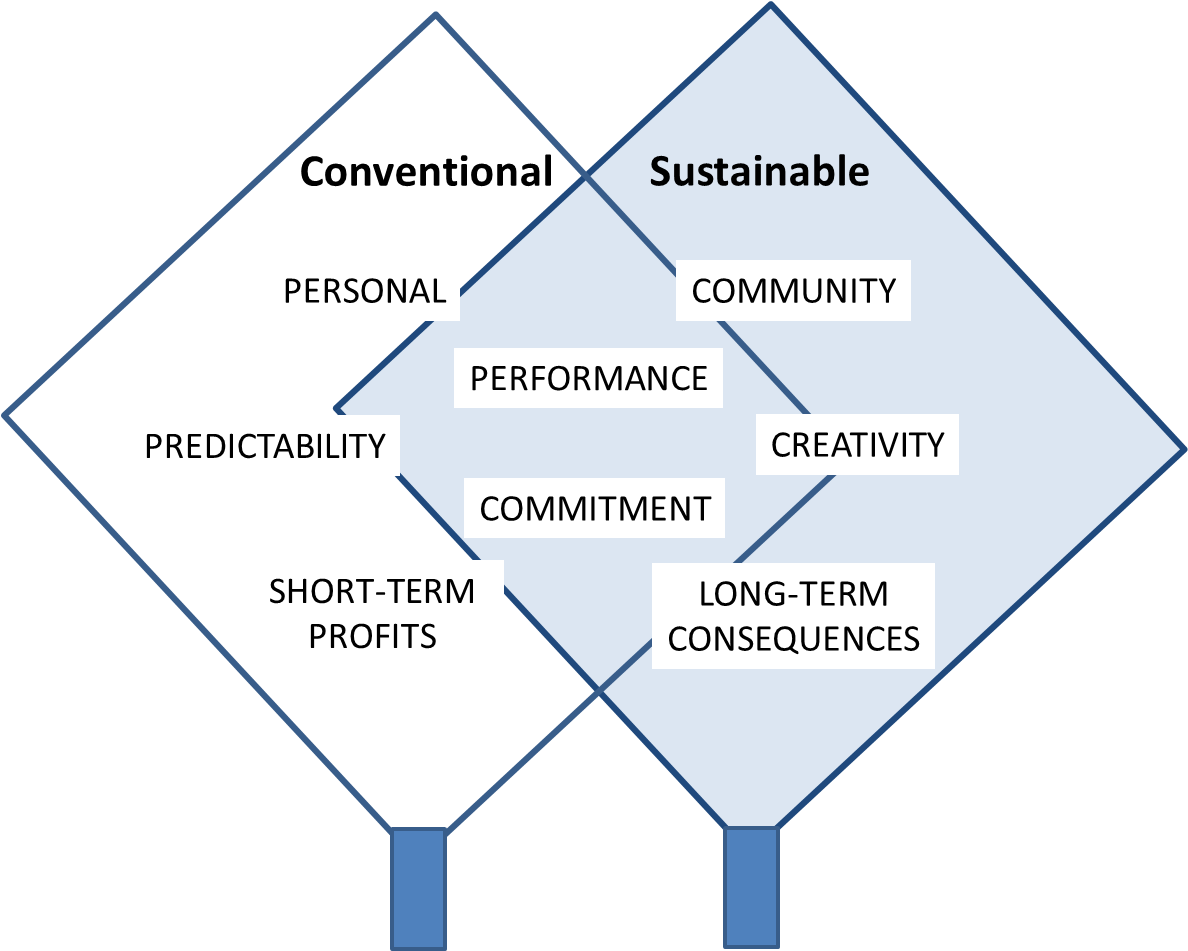 Conventional
Sustainable
PERSONAL
COMMUNITY
PERFORMANCE
PREDICTABILITY
CREATIVITY
COMMITMENT
SHORT-TERM
PROFITS
LONG-TERM
CONSEQUENCES